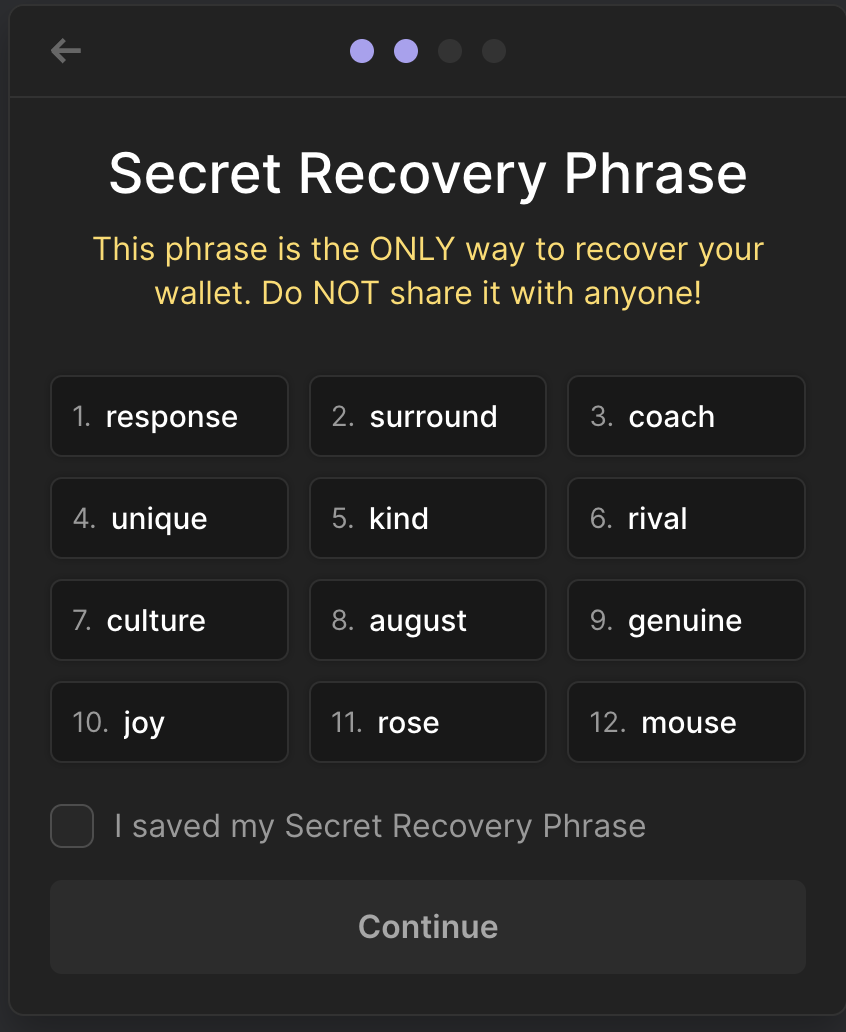 Secret Recovery Phrase
This phrase is the ONLY way to recover your
wallet. Do NOT share it with anyone!
1. response 2. surround 3. coach
4. unique 5. kind 6. rival
7. culture 8. august 9. genuine
10. joy 11. rose 12. mouse
I saved my Secret Recovery Phrase
Continue